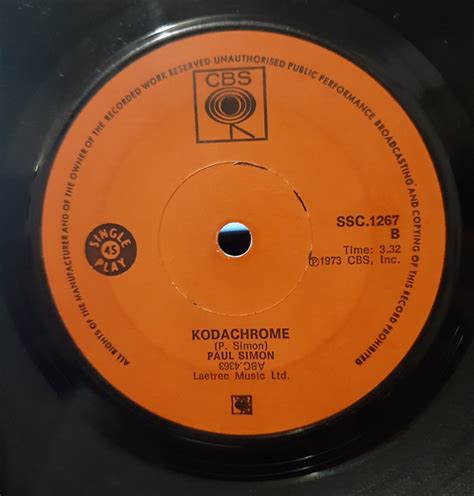 ALL RIGHTS OF THE MANUFACTURER AND OF THE OWNER OF THE RECORDED WORK RESERVED UNAUTHORISED PUBLIC PERFORMANCE, BROADCASTING AND COPYING OF THIS RECORD PROHIBITED
CBS
SSC.1267
B
SINGLE
45
PLAY
Time: 3.32
℗1973 CBS, Inc.
KODACHROME
(P. Simon)
PAUL SIMON
ABC.4363
Laetrec Music Ltd.